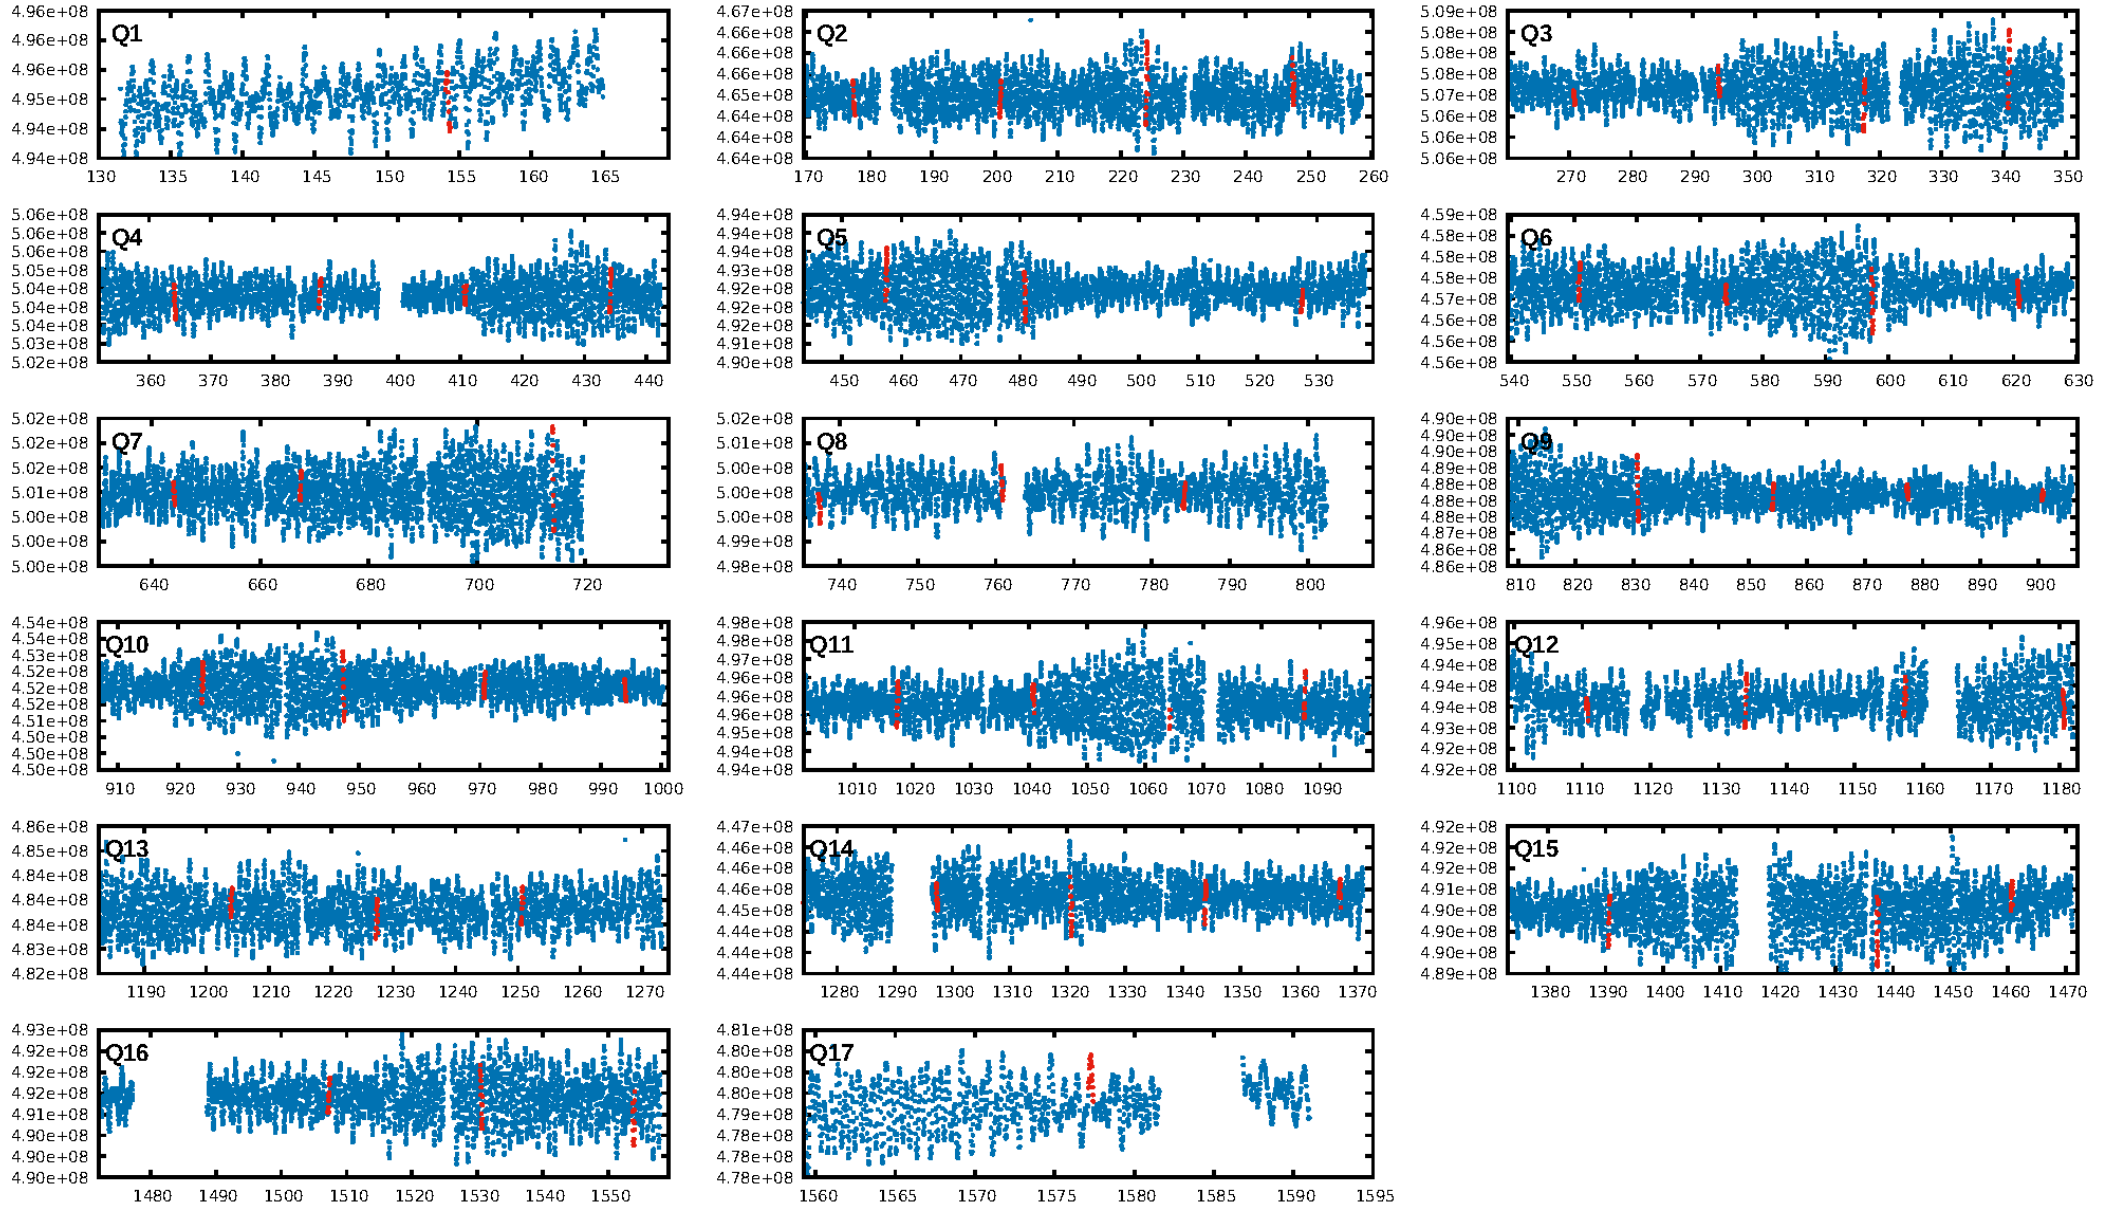 4.96e+08 4.96e+08 4.96e+08 4.95e+08 4.94e+08 4.94e+08
Q1
130 135 140 145 150 155 160 165
4.67e+08 4.66e+08 4.66e+08 4.65e+08 4.65e+08 4.64e+08 4.64e+08 4.64e+08
Q2
170 180 190 200 210 220 230 240 250 260
5.09e+08 5.08e+08 5.08e+08 5.07e+08 5.07e+08 5.06e+08 5.06e+08
Q3
270 280 290 300 310 320 330 340 350
5.06e+08 5.06e+08 5.06e+08 5.05e+08 5.04e+08 5.04e+08 5.04e+08 5.03e+08 5.02e+08
Q4
360 370 380 390 400 410 420 430 440
4.94e+08 4.94e+08 4.93e+08 4.93e+08 4.92e+08 4.92e+08 4.91e+08 4.90e+08
Q5
450 460 470 480 490 500 510 520 530
4.59e+08 4.58e+08 4.58e+08 4.58e+08 4.57e+08 4.56e+08 4.56e+08 4.56e+08
Q6
540 550 560 570 580 590 600 610 620 630
5.02e+08 5.02e+08 5.02e+08 5.01e+08 5.00e+08 5.00e+08 5.00e+08
Q7
640 660 680 700 720
5.02e+08 5.01e+08 5.00e+08 5.00e+08 5.00e+08 4.99e+08 4.98e+08
Q8
740 750 760 770 780 790 800
4.90e+08 4.90e+08 4.90e+08 4.89e+08 4.88e+08 4.88e+08 4.88e+08 4.87e+08 4.86e+08 4.86e+08
Q9
810 820 830 840 850 860 870 880 890 900
4.54e+08 4.54e+08 4.53e+08 4.52e+08 4.52e+08 4.52e+08 4.51e+08 4.50e+08 4.50e+08 4.50e+08
Q10
910 920 930 940 950 960 970 980 990 1000
4.98e+08 4.98e+08 4.97e+08 4.96e+08 4.96e+08 4.96e+08 4.95e+08 4.94e+08 4.94e+08
Q11
1010 1020 1030 1040 1050 1060 1070 1080 1090
4.96e+08 4.95e+08 4.94e+08 4.94e+08 4.94e+08 4.93e+08 4.92e+08 4.92e+08
Q12
1100 1110 1120 1130 1140 1150 1160 1170 1180
4.86e+08 4.85e+08 4.84e+08 4.84e+08 4.84e+08 4.83e+08 4.82e+08
Q13
1190 1200 1210 1220 1230 1240 1250 1260 1270
4.47e+08 4.46e+08 4.46e+08 4.46e+08 4.45e+08 4.44e+08 4.44e+08 4.44e+08
Q14
1280 1290 1300 1310 1320 1330 1340 1350 1360 1370
4.92e+08 4.92e+08 4.92e+08 4.91e+08 4.90e+08 4.90e+08 4.90e+08 4.89e+08
Q15
1380 1390 1400 1410 1420 1430 1440 1450 1460 1470
4.93e+08 4.92e+08 4.92e+08 4.92e+08 4.91e+08 4.90e+08 4.90e+08 4.90e+08
Q16
1480 1490 1500 1510 1520 1530 1540 1550
4.81e+08 4.80e+08 4.80e+08 4.80e+08 4.79e+08 4.78e+08 4.78e+08 4.78e+08
Q17
1560 1565 1570 1575 1580 1585 1590 1595